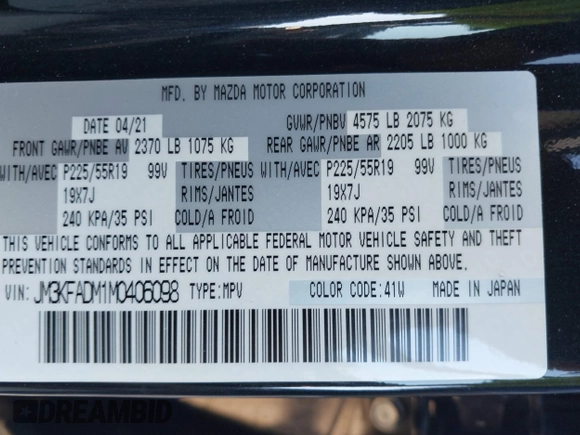 MFD. BY MAZDA MOTOR CORPORATION
DATE 04/21 GVWR/PNBV 4575 LB 2075 KG
FRONT GAWR/PNBE AV 2370 LB 1075 KG REAR GAWR/PNBE AR 2205 LB 1000 KG
WITH/AVEC P225/55R19 99V TIRES/PNEUS WITH/AVEC P225/55R19 99V TIRES/PNEUS
19X7J RIMS/JANTES 19X7J RIMS/JANTES
240 KPA/35 PSI COLD/A FROID 240 KPA/35 PSI COLD/A FROID
THIS VEHICLE CONFORMS TO ALL APPLICABLE FEDERAL MOTOR VEHICLE SAFETY AND THEFT
PREVENTION STANDARDS IN EFFECT ON THE DATE OF MANUFACTURE SHOWN ABOVE.
VIN: JM3KFADM1M0406098 TYPE:MPV COLOR CODE:41W MADE IN JAPAN
DREAMBID